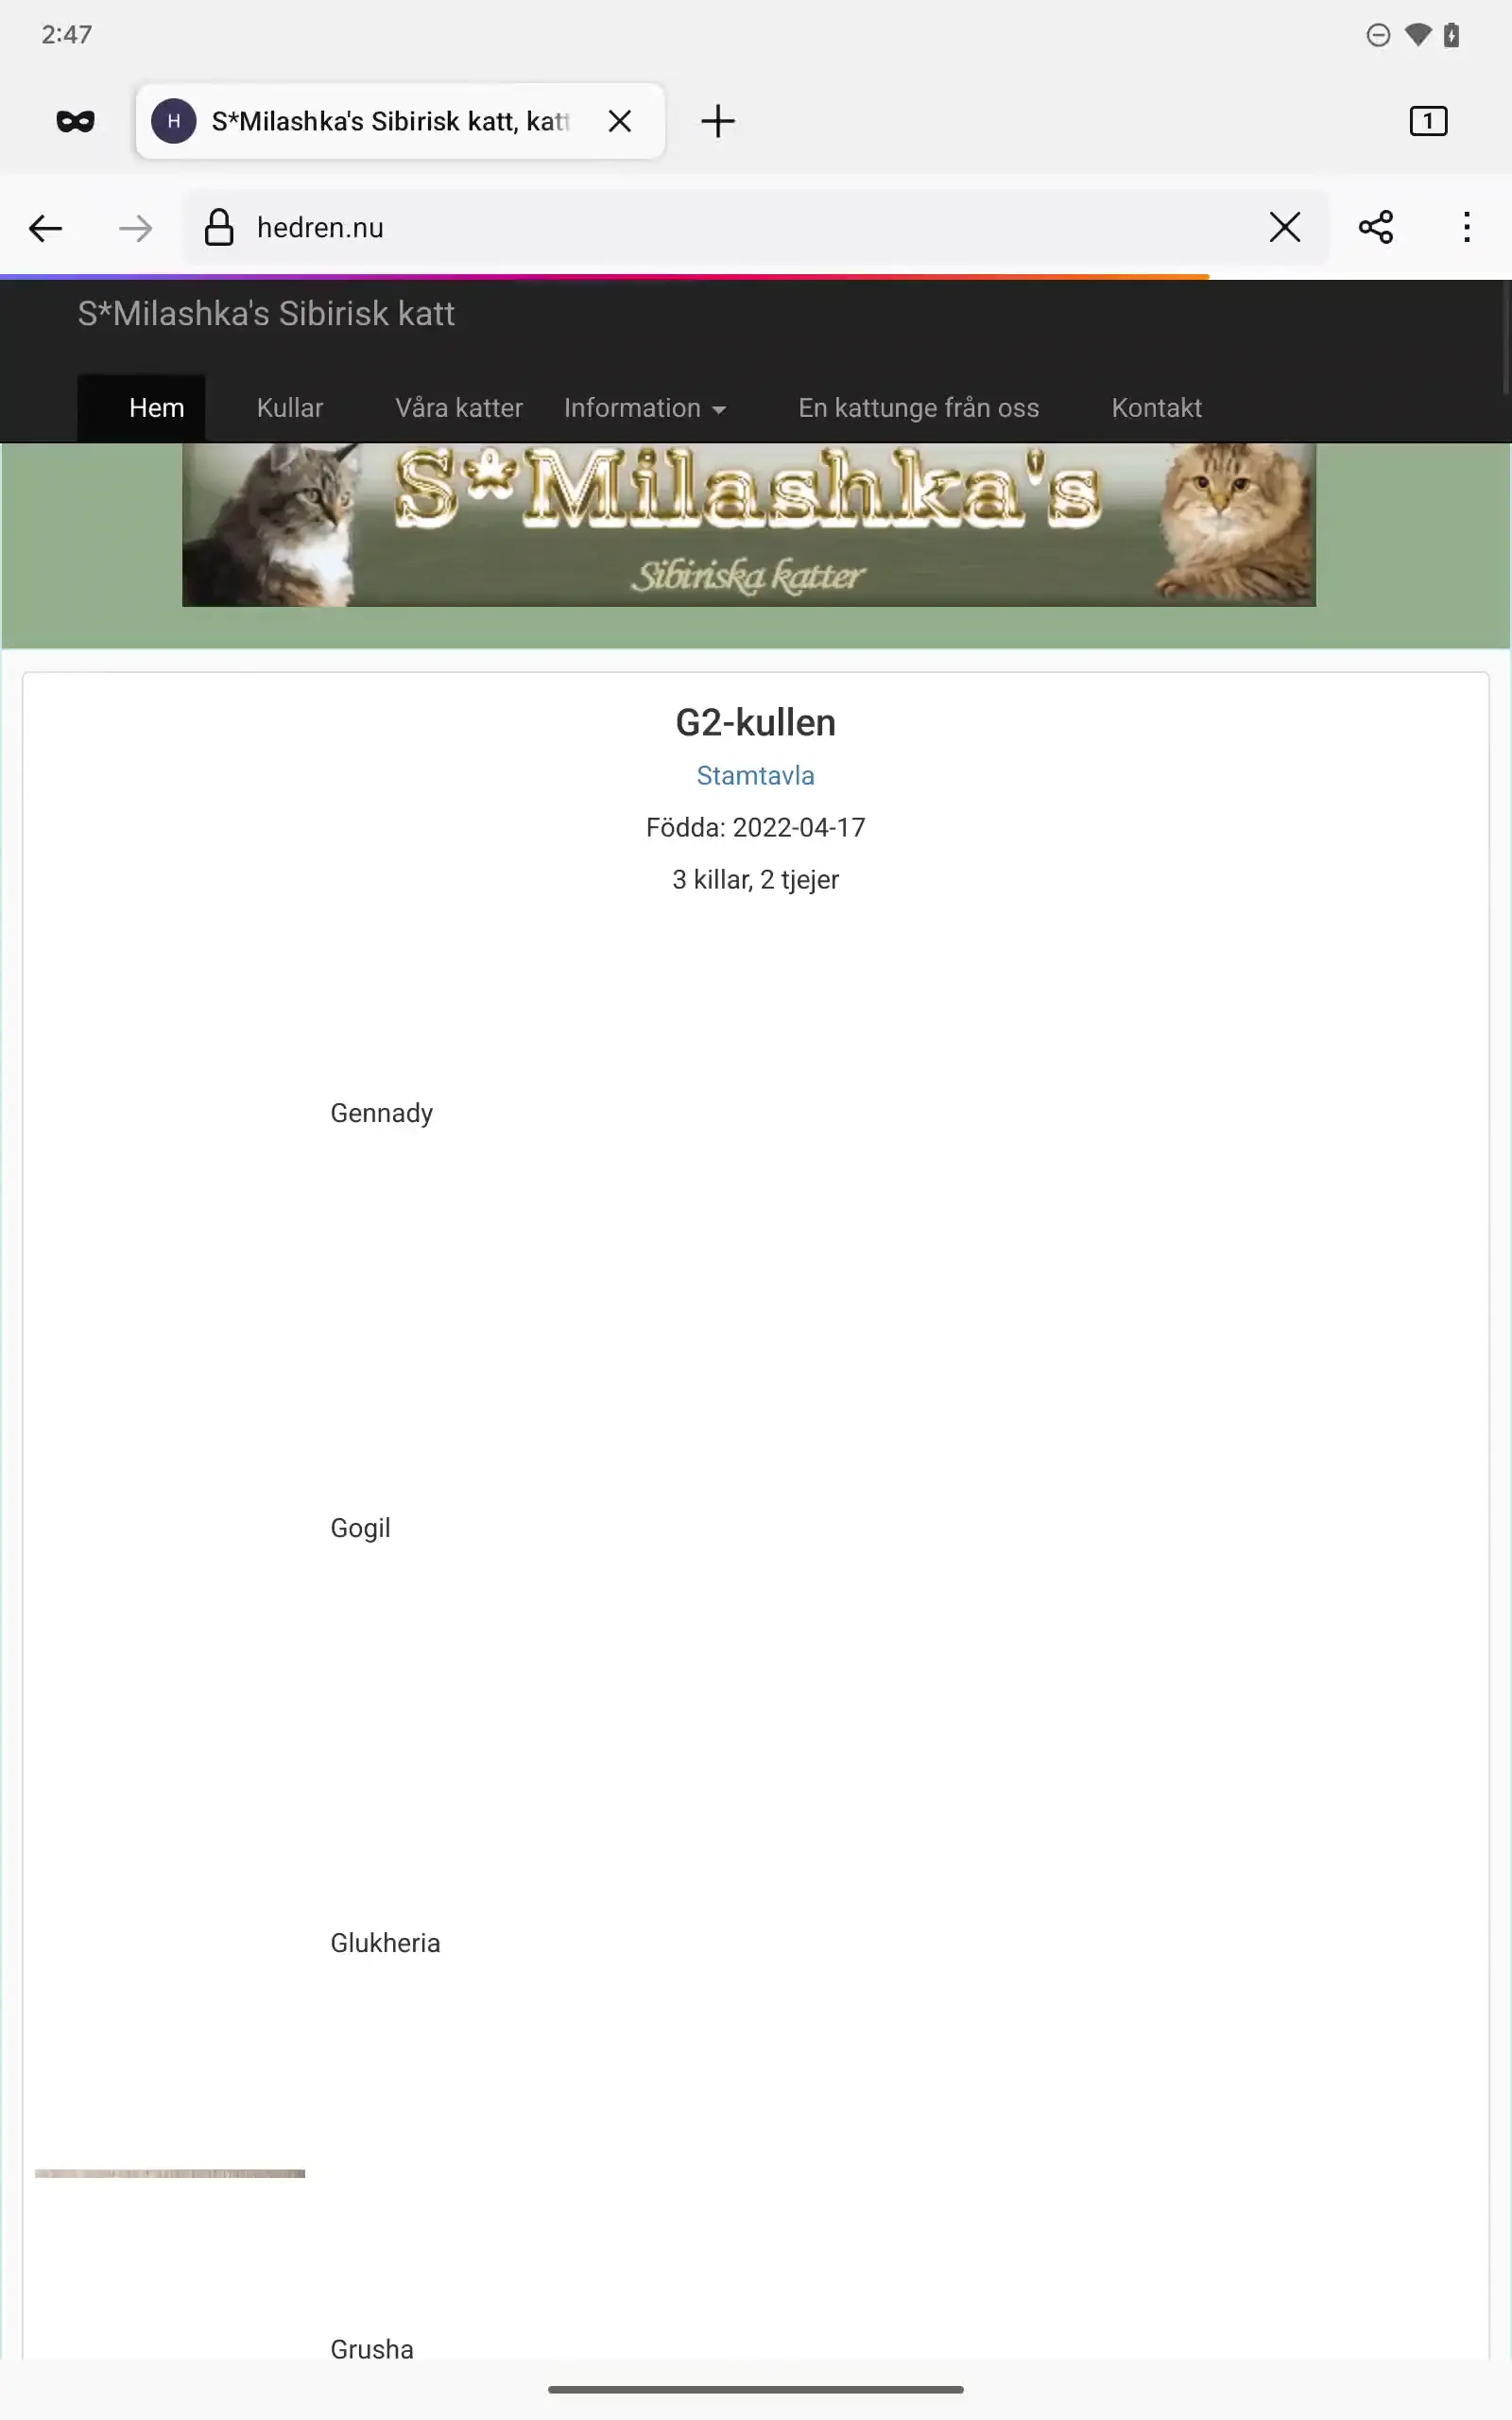 2:47
H S*Milashka's Sibirisk katt, katt
1
hedren.nu
S*Milashka's Sibirisk katt
Hem Kullar Våra katter Information En kattunge från oss Kontakt
S*Milashka's
Sibiriska katter
G2-kullen
Stamtavla
Födda: 2022-04-17
3 killar, 2 tjejer
Gennady
Gogil
Glukheria
Grusha